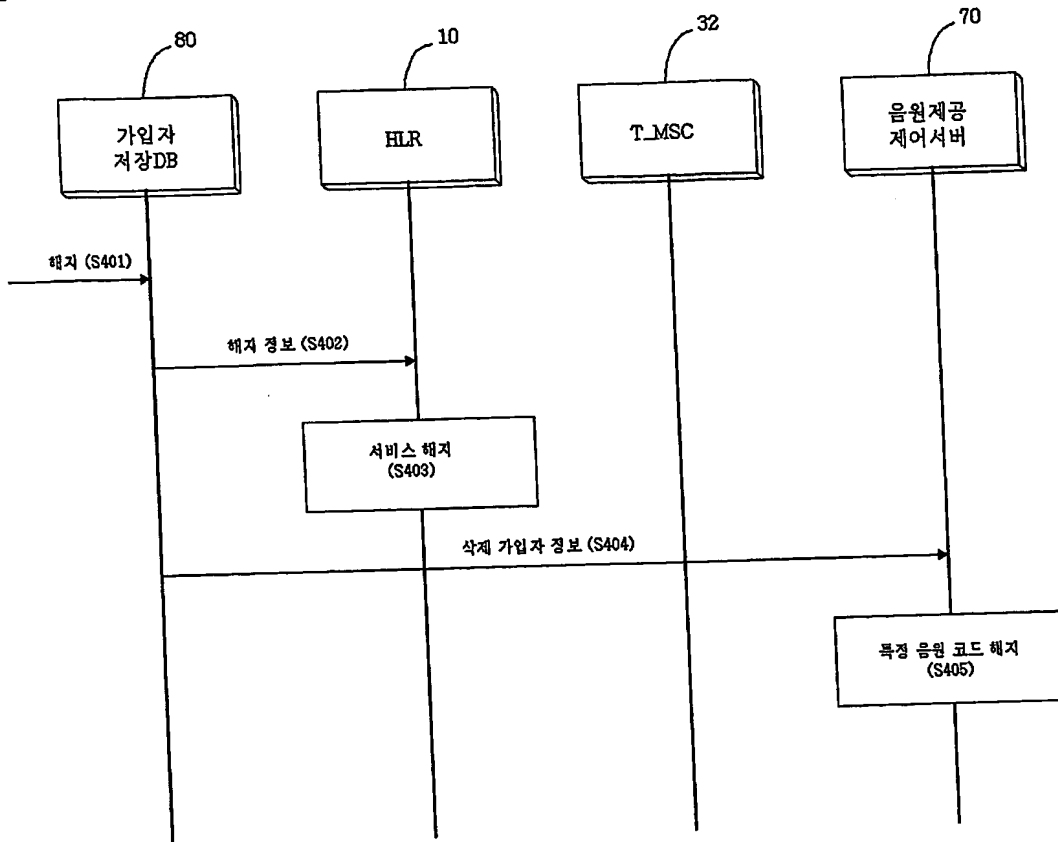 80
10
32
70
가입자
저장DB
HLR
T_MSC
음원제공
제어서버
해지 (S401)
해지 정보 (S402)
서비스 해지
(S403)
삭제 가입자 정보 (S404)
특정 음원 코드 해지
(S405)